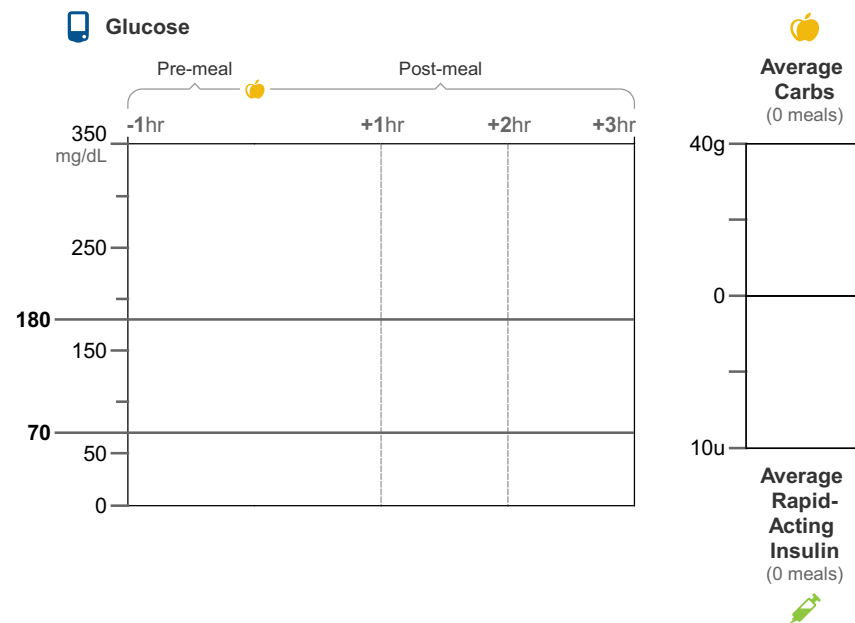 Glucose
Pre-meal Post-meal
-1hr +1hr +2hr +3hr
350
mg/dL
250
180
150
70
50
0
Average
Carbs
(0 meals)
40g
0
10u
Average
Rapid-
Acting
Insulin
(0 meals)